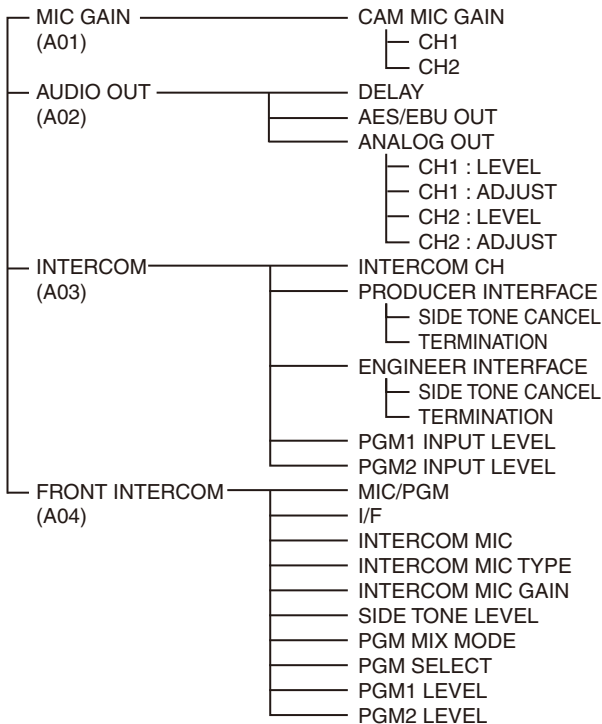 MIC GAIN CAM MIC GAIN
(A01) CH1
CH2
AUDIO OUT DELAY
(A02) AES/EBU OUT
ANALOG OUT
CH1 : LEVEL
CH1 : ADJUST
CH2 : LEVEL
CH2 : ADJUST
INTERCOM INTERCOM CH
(A03) PRODUCER INTERFACE
SIDE TONE CANCEL
TERMINATION
ENGINEER INTERFACE
SIDE TONE CANCEL
TERMINATION
PGM1 INPUT LEVEL
PGM2 INPUT LEVEL
FRONT INTERCOM MIC/PGM
(A04) I/F
INTERCOM MIC
INTERCOM MIC TYPE
INTERCOM MIC GAIN
SIDE TONE LEVEL
PGM MIX MODE
PGM SELECT
PGM1 LEVEL
PGM2 LEVEL